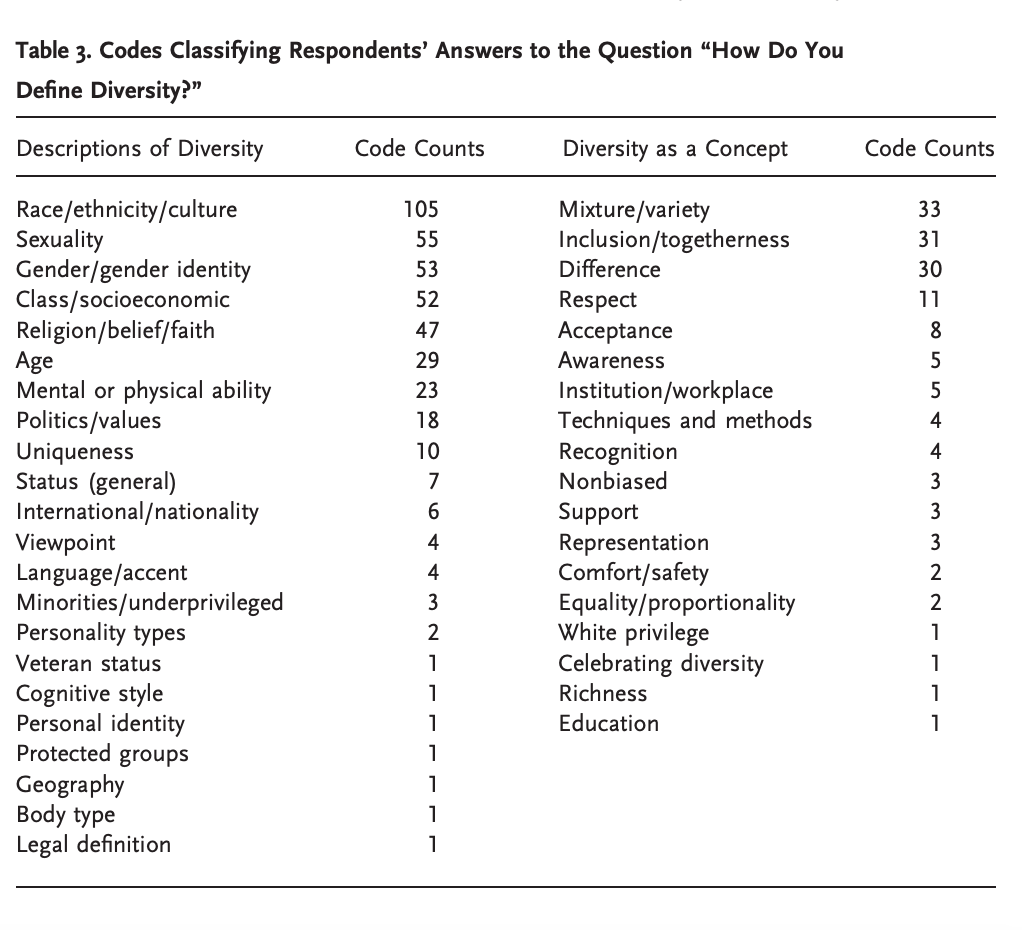 Table 3. Codes Classifying Respondents’ Answers to the Question “How Do You
Define Diversity?”
Descriptions of Diversity Code Counts Diversity as a Concept Code Counts
Race/ethnicity/culture 105 Mixture/variety 33
Sexuality 55 Inclusion/togetherness 31
Gender/gender identity 53 Difference 30
Class/socioeconomic 52 Respect 11
Religion/belief/faith 47 Acceptance 8
Age 29 Awareness 5
Mental or physical ability 23 Institution/workplace 5
Politics/values 18 Techniques and methods 4
Uniqueness 10 Recognition 4
Status (general) 7 Nonbiased 3
International/nationality 6 Support 3
Viewpoint 4 Representation 3
Language/accent 4 Comfort/safety 2
Minorities/underprivileged 3 Equality/proportionality 2
Personality types 2 White privilege 1
Veteran status 1 Celebrating diversity 1
Cognitive style 1 Richness 1
Personal identity 1 Education 1
Protected groups 1
Geography 1
Body type 1
Legal definition 1